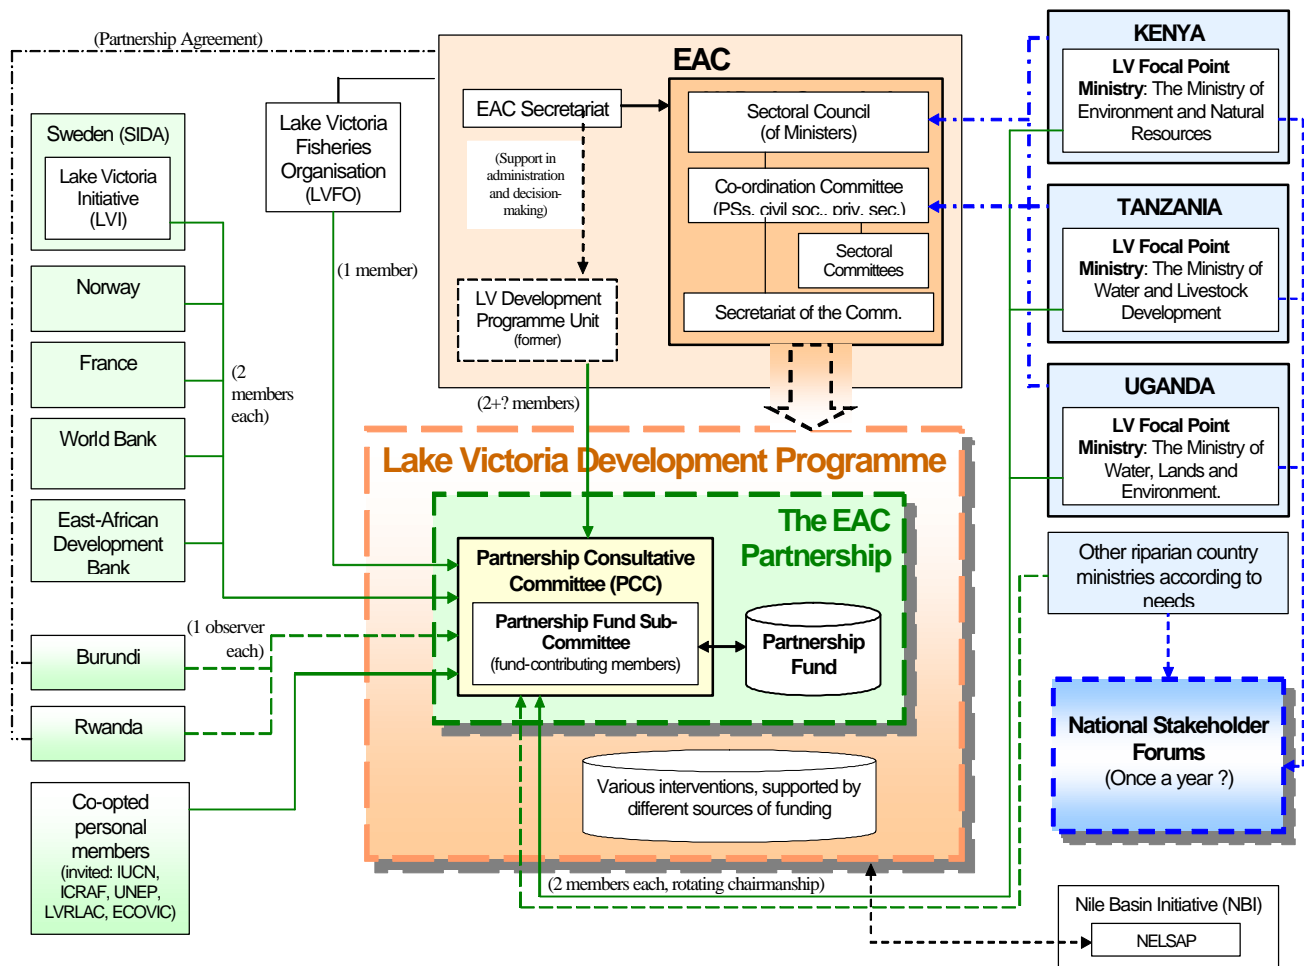 (Partnership Agreement)
EAC
EAC Secretariat
(Support in
administration
and decision-
making)
LV Development
Programme Unit
(former)
Sectoral Council
(of Ministers)
Co-ordination Committee
(PSs, civil soc., priv. sec.)
Sectoral
Committees
Secretariat of the Comm.
Lake Victoria
Fisheries
Organisation
(LVFO)
(1 member)
Sweden (SIDA)
Lake Victoria
Initiative
(LVI)
Norway
France
World Bank
East-African
Development
Bank
(2
members
each)
(2+? members)
Burundi
Rwanda
(1 observer
each)
Co-opted
personal
members
(invited: IUCN,
ICRAF, UNEP,
LVRLAC, ECOVIC)
Lake Victoria Development Programme
The EAC
Partnership
Partnership Consultative
Committee (PCC)
Partnership Fund Sub-
Committee
(fund-contributing members)
Partnership
Fund
Various interventions, supported by
different sources of funding
(2 members each, rotating chairmanship)
KENYA
LV Focal Point
Ministry: The Ministry of
Environment and Natural
Resources
TANZANIA
LV Focal Point
Ministry: The Ministry of
Water and Livestock
Development
UGANDA
LV Focal Point
Ministry: The Ministry of
Water, Lands and
Environment.
Other riparian country
ministries according to
needs
National Stakeholder
Forums
(Once a year ?)
Nile Basin Initiative (NBI)
NELSAP